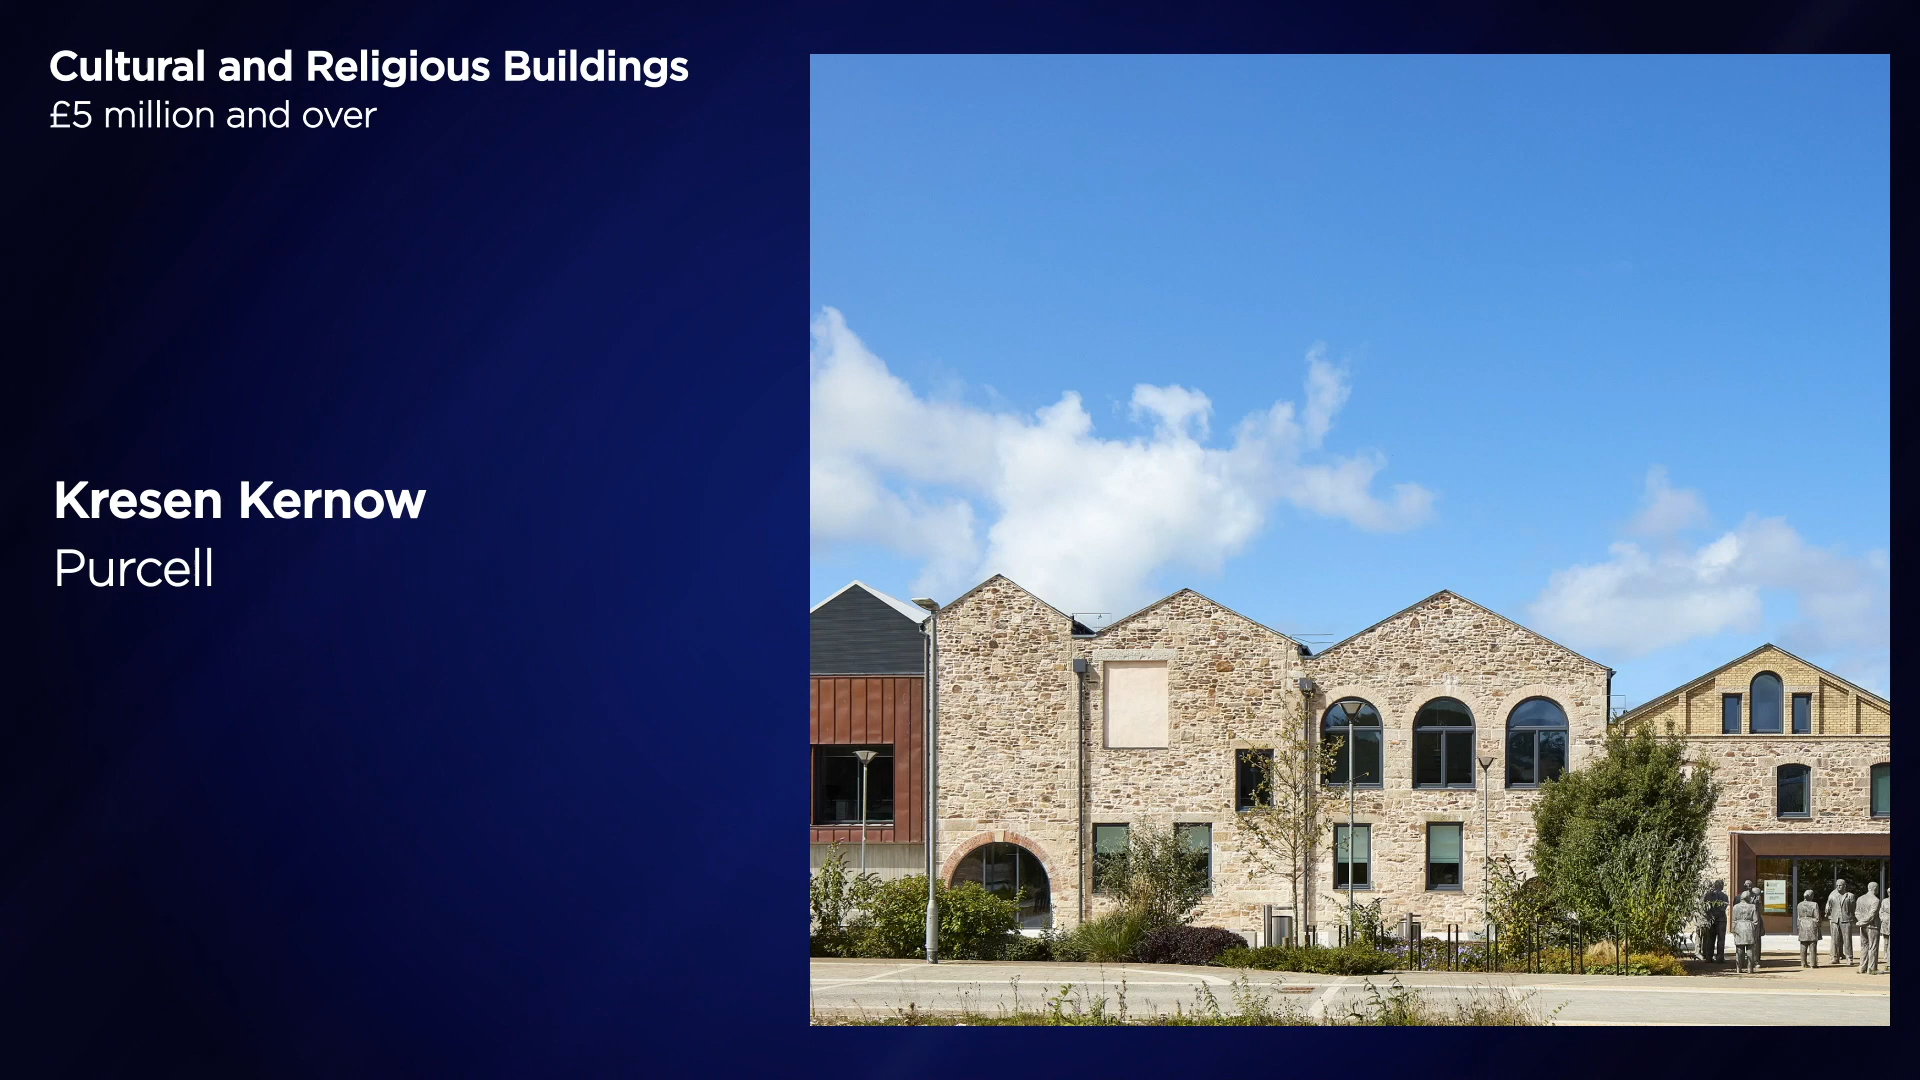 Cultural and Religious Buildings
£5 million and over
Kresen Kernow
Purcell